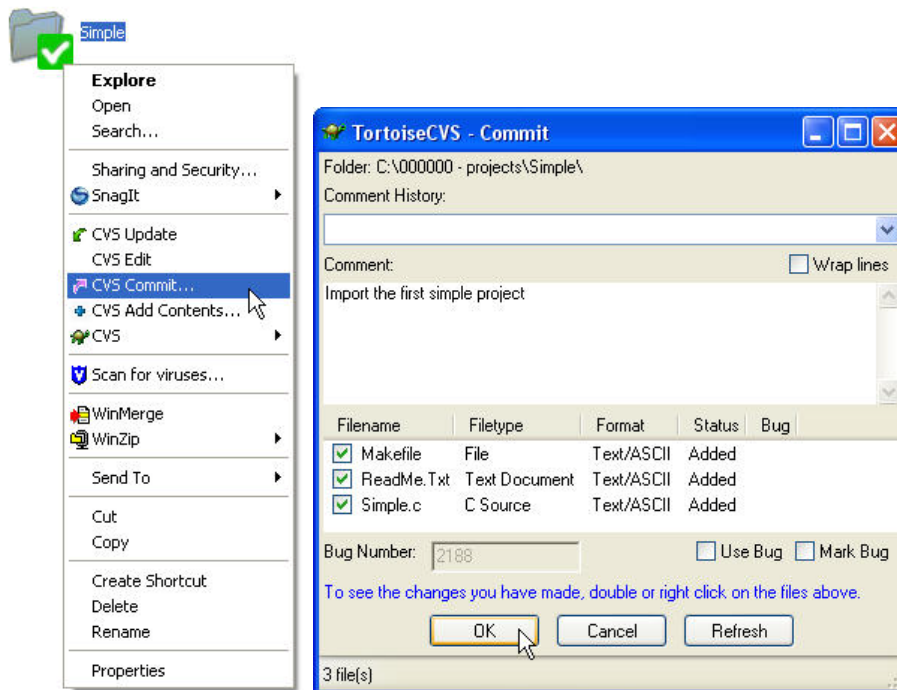 Simple
Explore
Open
Search...
Sharing and Security...
SnagIt
CVS Update
CVS Edit
CVS Commit...
CVS Add Contents...
CVS
Scan for viruses...
WinMerge
WinZip
Send To
Cut
Copy
Create Shortcut
Delete
Rename
Properties
TortoiseCVS - Commit
Folder: C:\000000 - projects\Simple\
Comment History:
Comment: Wrap lines
Import the first simple project
Filename Filetype Format Status Bug
Makefile File Text/ASCII Added
ReadMe.Txt Text Document Text/ASCII Added
Simple.c C Source Text/ASCII Added
Bug Number: 2188 Use Bug Mark Bug
To see the changes you have made, double or right click on the files above.
OK Cancel Refresh
3 file(s)